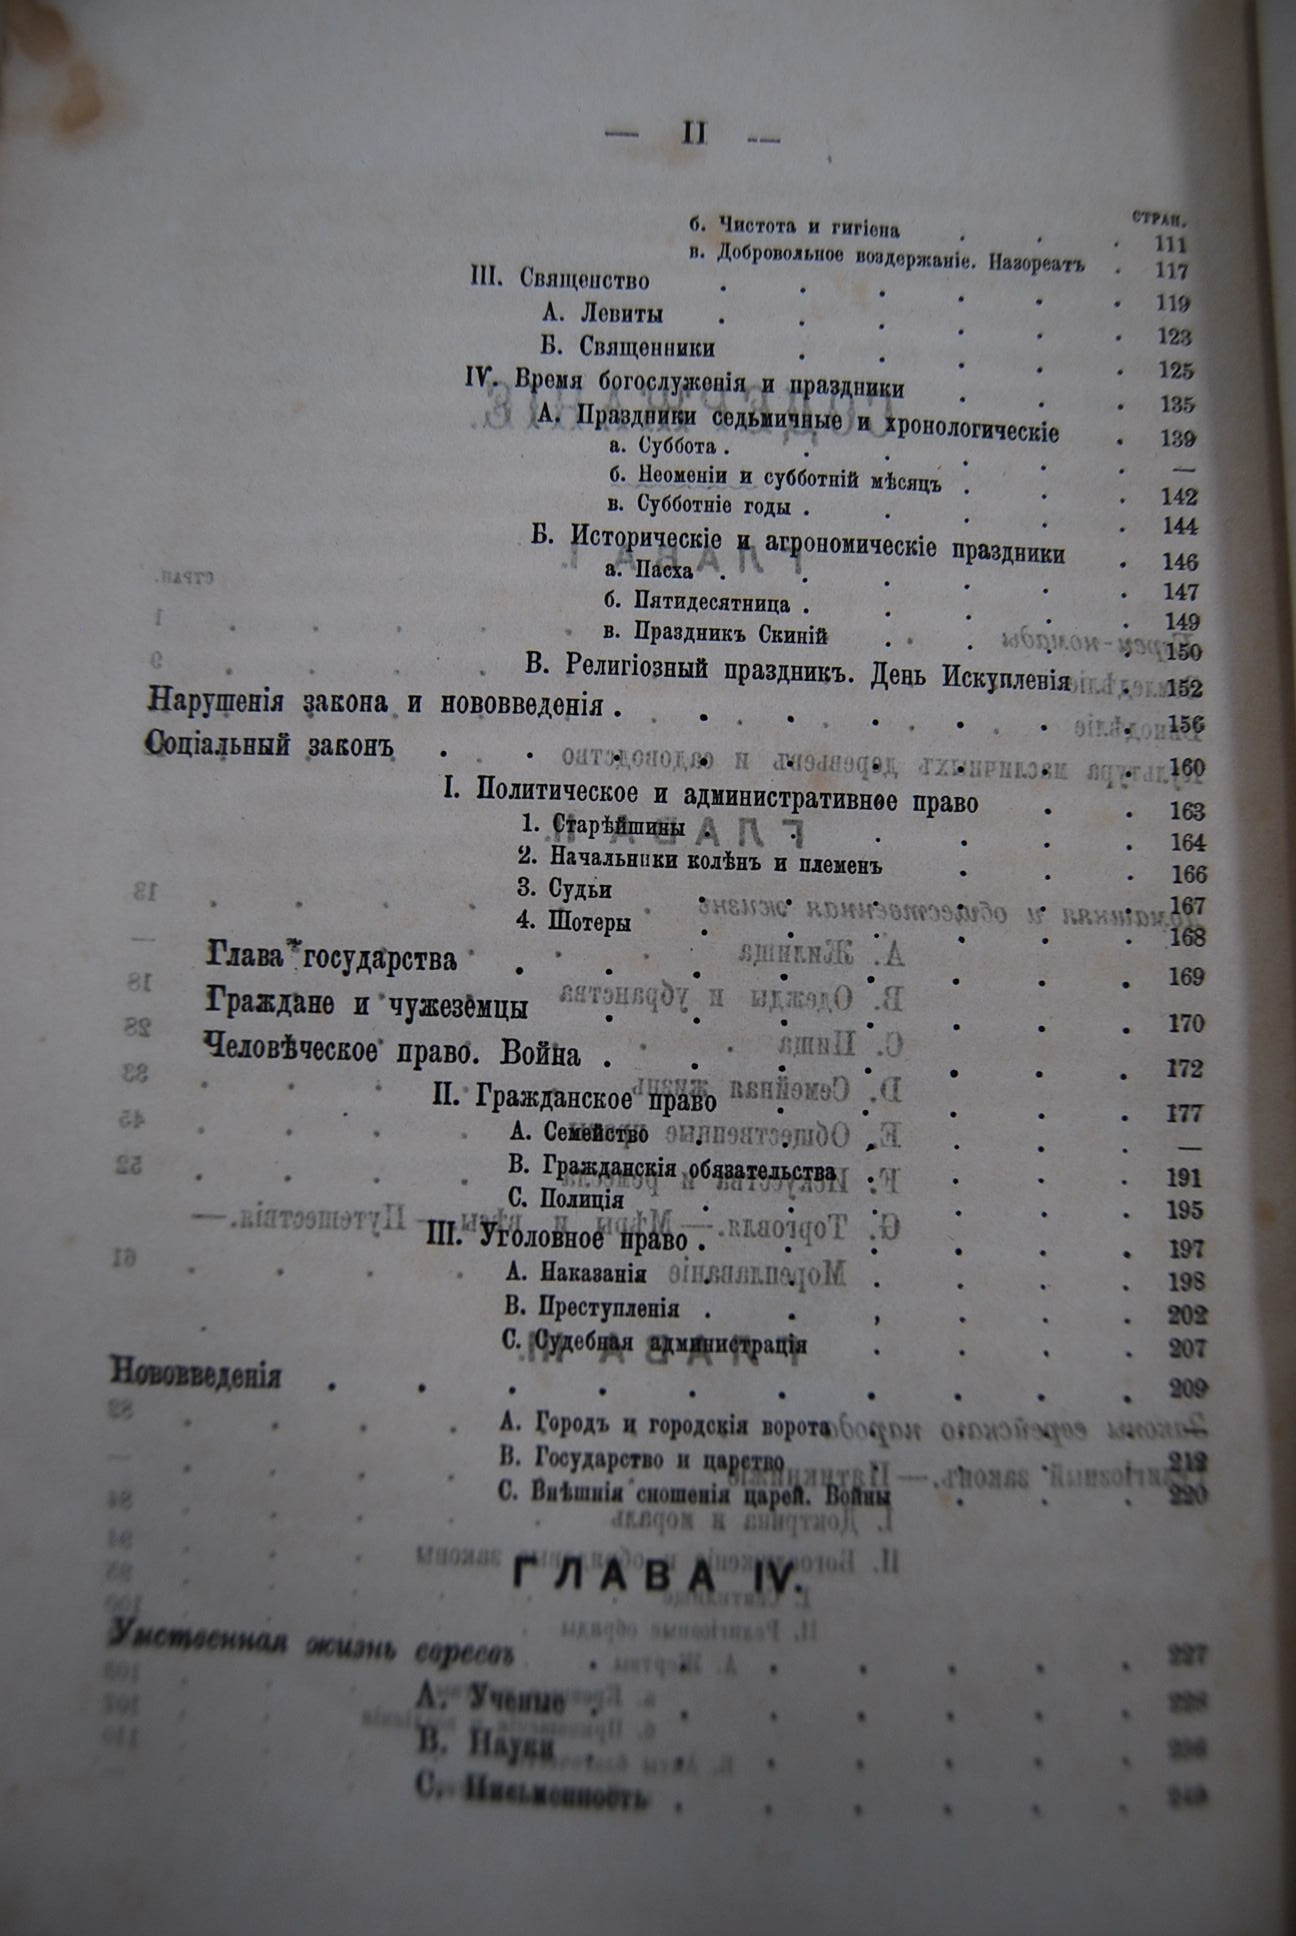 — II —
СТРАН.
б. Чистота и гигіена . . . 111
в. Добровольное воздержаніе. Назореатъ . 117
III. Священство . . . . . . 119
А. Левиты . . . . . . 123
Б. Священники . . . . . 125
IV. Время богослуженія и праздники . . . 135
А. Праздники седьмичные и хронологическіе . 139
а. Суббота . . . . . . —
б. Неоменіи и субботній мѣсяцъ . . . 142
в. Субботніе годы . . . . . 144
Б. Историческіе и агрономическіе праздники . 146
а. Пасха . . . . . . 147
б. Пятидесятница . . . . . 149
в. Праздникъ Скиній . . . . 150
В. Религіозный праздникъ. День Искупленія . 152
Нарушенія закона и нововведенія . . . . . . . 156
Соціальный законъ . . . . . . . . . 160
I. Политическое и административное право . . 163
1. Старѣйшины . . . . . . 164
2. Начальники колѣнъ и племенъ . . . 166
3. Судьи . . . . . . 167
4. Шотеры . . . . . . 168
Глава государства . . . . . . . . 169
Граждане и чужеземцы . . . . . . . 170
Человѣческое право. Война . . . . . . . 172
II. Гражданское право . . . . . 177
А. Семейство . . . . . . —
В. Гражданскія обязательства . . . . 191
С. Полиція . . . . . . 195
III. Уголовное право . . . . . . 197
А. Наказанія . . . . . . 198
В. Преступленія . . . . . . 202
С. Судебная администрація . . . . 207
Нововведенія . . . . . . . . . . 209
А. Городъ и городскія ворота . . . . —
В. Государство и царство . . . . . 212
С. Внѣшнія сношенія царей. Войны . . . 220
ГЛАВА IV.
Умственная жизнь евреевъ . . . . . . . 227
А. Ученые . . . . . . . 228
В. Науки . . . . . . . 236
С. Письменность . . . . . . 249